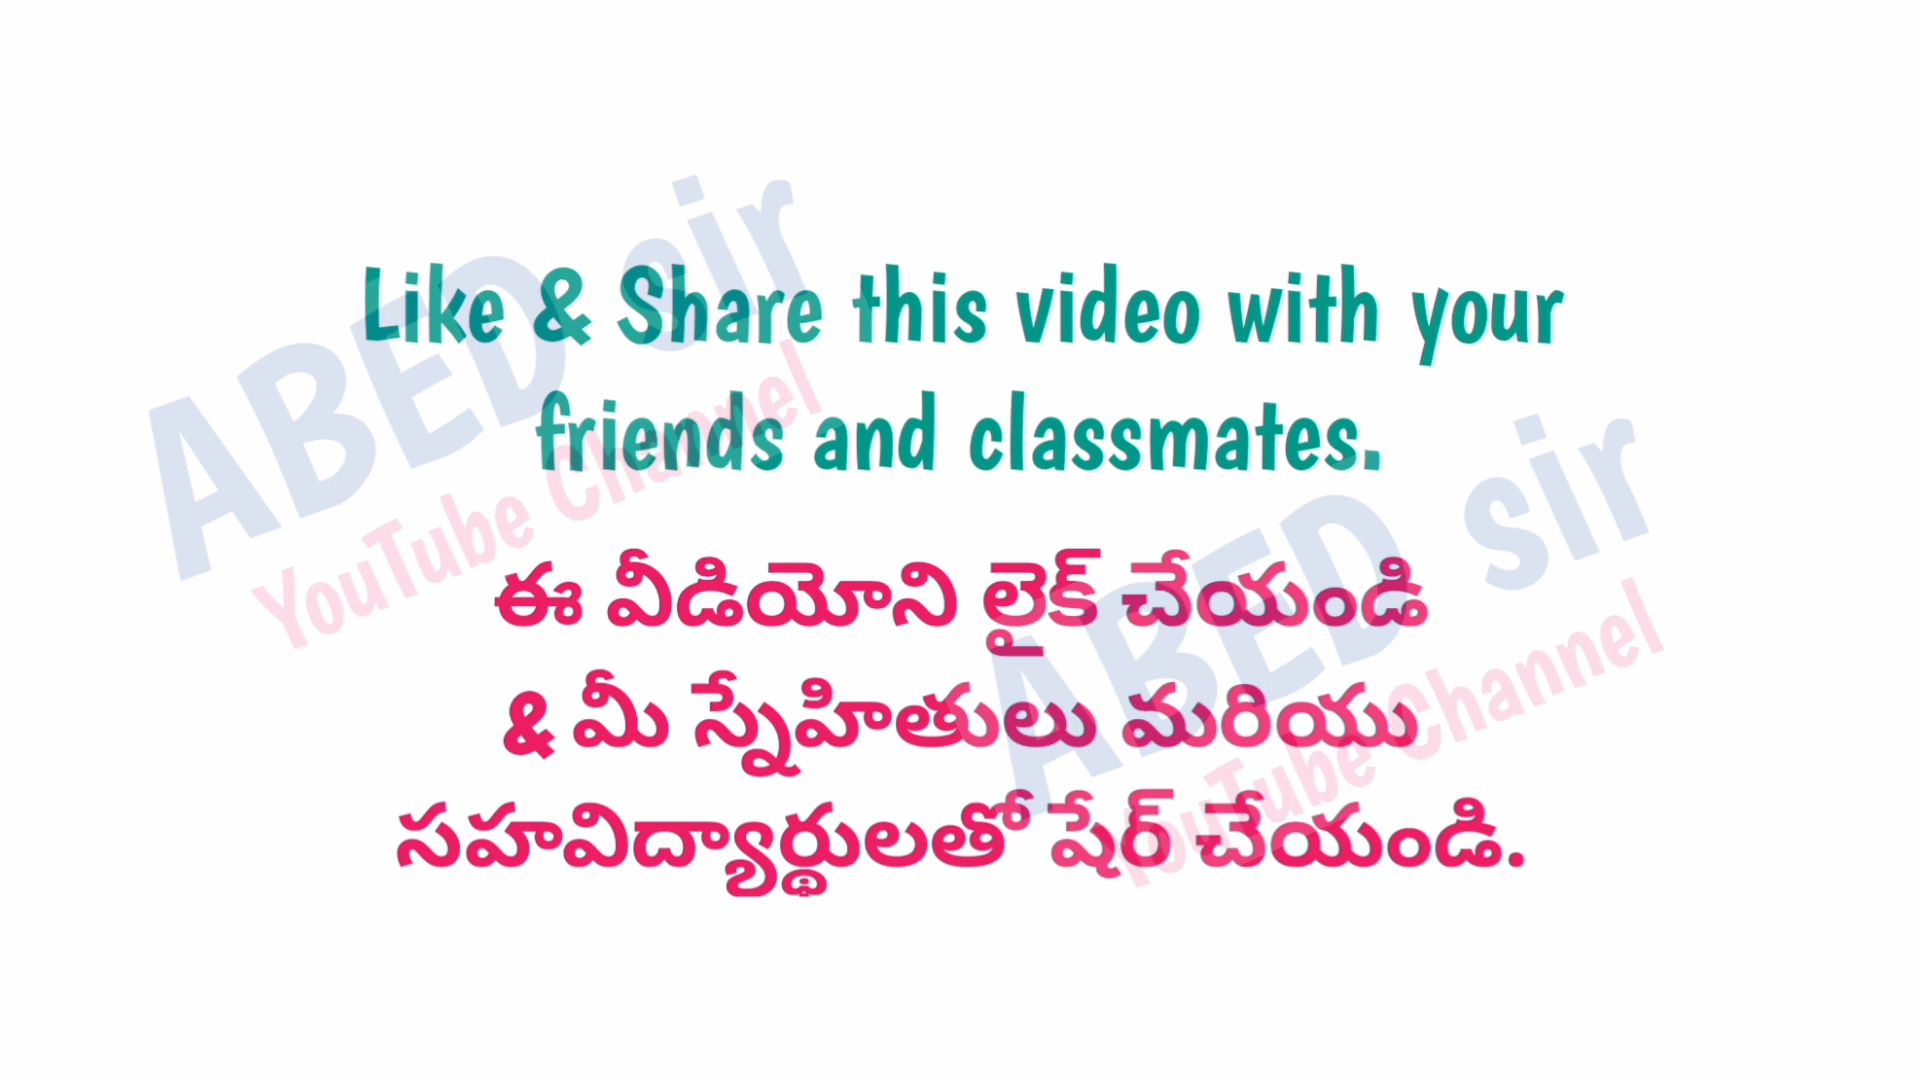 Like & Share this video with your
friends and classmates.
ఈ వీడియోని లైక్ చేయండి
& మీ స్నేహితులు మరియు
సహవిద్యార్థులతో షేర్ చేయండి.
ABED sir
YouTube Channel
ABED sir
YouTube Channel